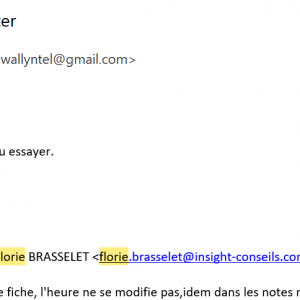 er
wallyntel@gmail.com>
u essayer.
lorie BRASSELET <florie.brasselet@insight-conseils.com
e fiche, l'heure ne se modifie pas,idem dans les notes